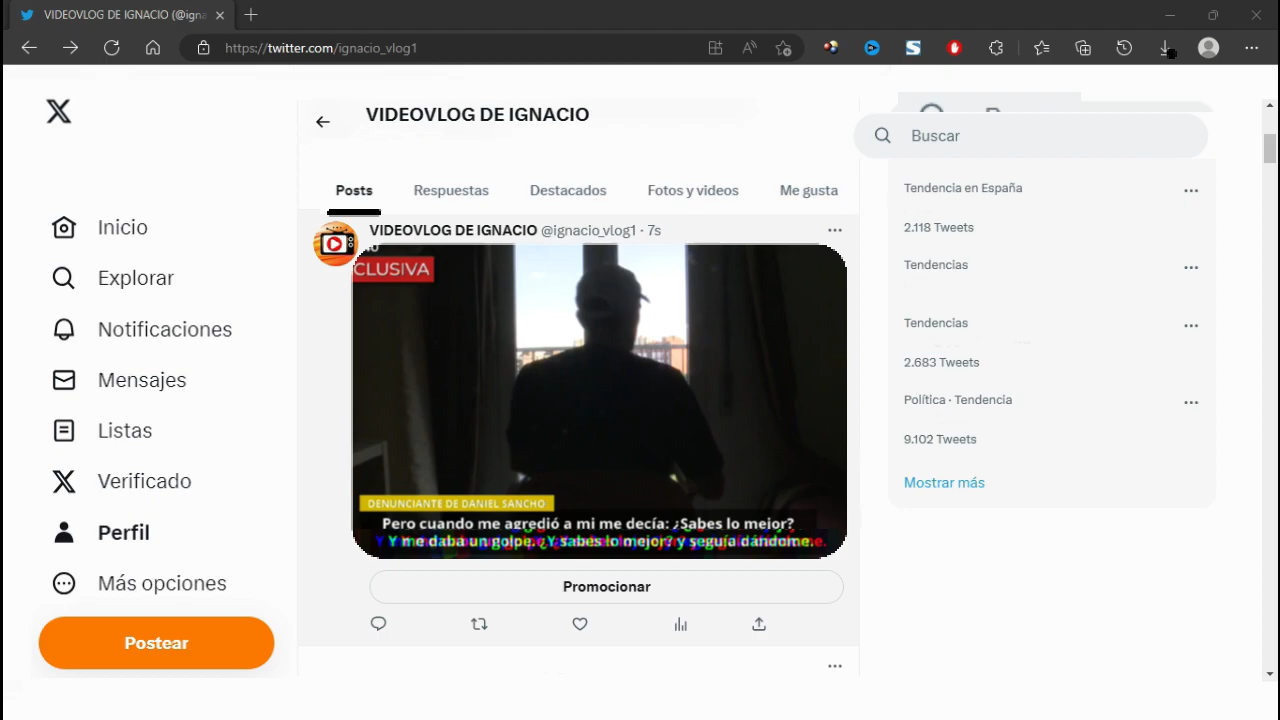 VIDEOVLOG DE IGNACIO (@igna
https://twitter.com/ignacio_vlog1
VIDEOVLOG DE IGNACIO
Buscar
Posts
Respuestas
Destacados
Fotos y videos
Me gusta
Inicio
Explorar
Notificaciones
Mensajes
Listas
Verificado
Perfil
Más opciones
Postear
VIDEOVLOG DE IGNACIO @ignacio_vlog1 · 7s
CLUSIVA
DENUNCIANTE DE DANIEL SANCHO
Pero cuando me agredió a mi me decía: ¿Sabes lo mejor?
Y me daba un golpe. ¿Y sabes lo mejor? y seguía dándome.
Promocionar
Tendencia en España
2.118 Tweets
Tendencias
Tendencias
2.683 Tweets
Política · Tendencia
9.102 Tweets
Mostrar más